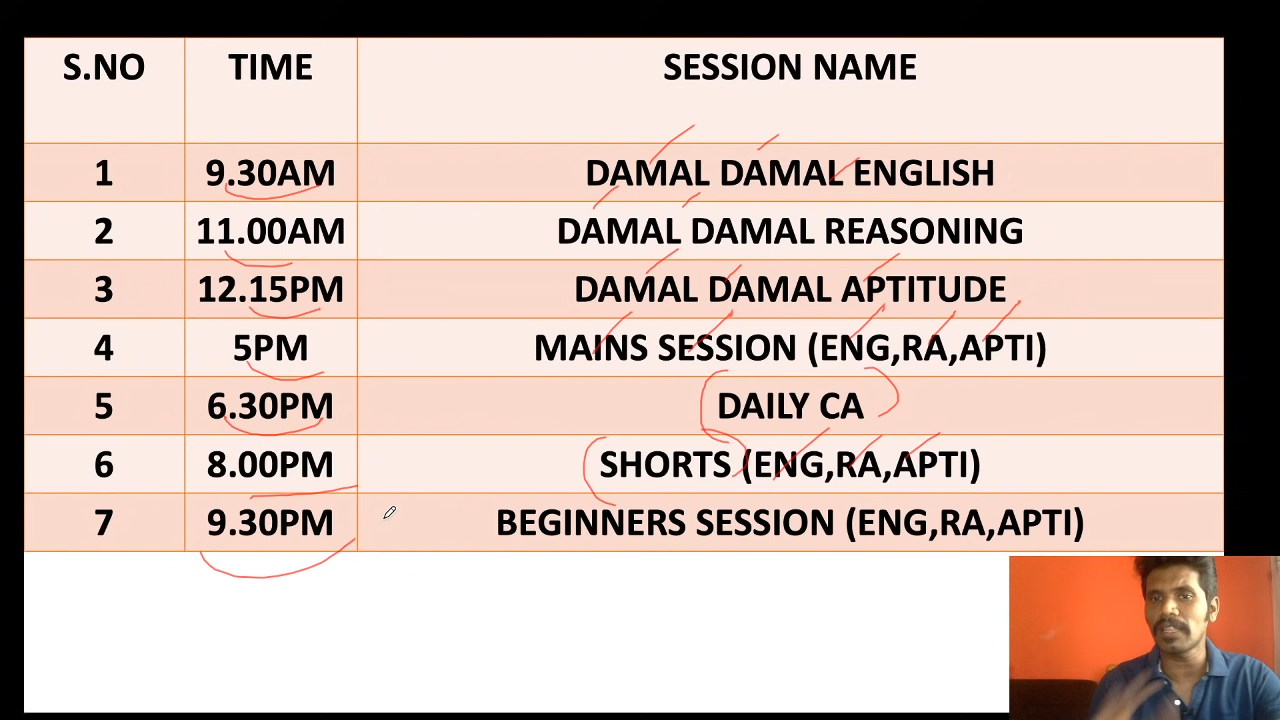 S.NO TIME SESSION NAME
1 9.30AM DAMAL DAMAL ENGLISH
2 11.00AM DAMAL DAMAL REASONING
3 12.15PM DAMAL DAMAL APTITUDE
4 5PM MAINS SESSION (ENG,RA,APTI)
5 6.30PM DAILY CA
6 8.00PM SHORTS (ENG,RA,APTI)
7 9.30PM BEGINNERS SESSION (ENG,RA,APTI)